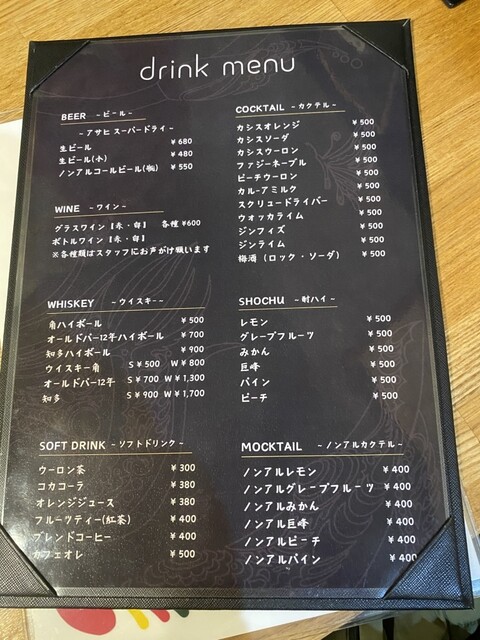 drink menu
BEER ～ビール～
～アサヒ スーパードライ～
生ビール ¥680
生ビール(小) ¥480
ノンアルコールビール(瓶) ¥550
WINE ～ワイン～
グラスワイン【赤・白】 各種 ¥600
ボトルワイン【赤・白】
※各種類はスタッフにお声がけ願います
WHISKEY ～ウイスキー～
角ハイボール ¥500
オールドパー12年ハイボール ¥700
知多ハイボール ¥900
ウイスキー角 S ¥500 W ¥800
オールドパー12年 S ¥700 W ¥1,300
知多 S ¥900 W ¥1,700
SOFT DRINK ～ソフトドリンク～
ウーロン茶 ¥300
コカコーラ ¥380
オレンジジュース ¥380
フルーツティー(紅茶) ¥400
ブレンドコーヒー ¥400
カフェオレ ¥500
COCKTAIL ～カクテル～
カシスオレンジ ¥500
カシスソーダ ¥500
カシスウーロン ¥500
ファジーネーブル ¥500
ピーチウーロン ¥500
カルーアミルク ¥500
スクリュードライバー ¥500
ウォッカライム ¥500
ジンフィズ ¥500
ジンライム ¥500
梅酒（ロック・ソーダ） ¥500
SHOCHU ～酎ハイ～
レモン ¥500
グレープフルーツ ¥500
みかん ¥500
巨峰 ¥500
パイン ¥500
ピーチ ¥500
MOCKTAIL ～ノンアルカクテル～
ノンアルレモン ¥400
ノンアルグレープフルーツ ¥400
ノンアルみかん ¥400
ノンアル巨峰 ¥400
ノンアルピーチ ¥400
ノンアルパイン ¥400